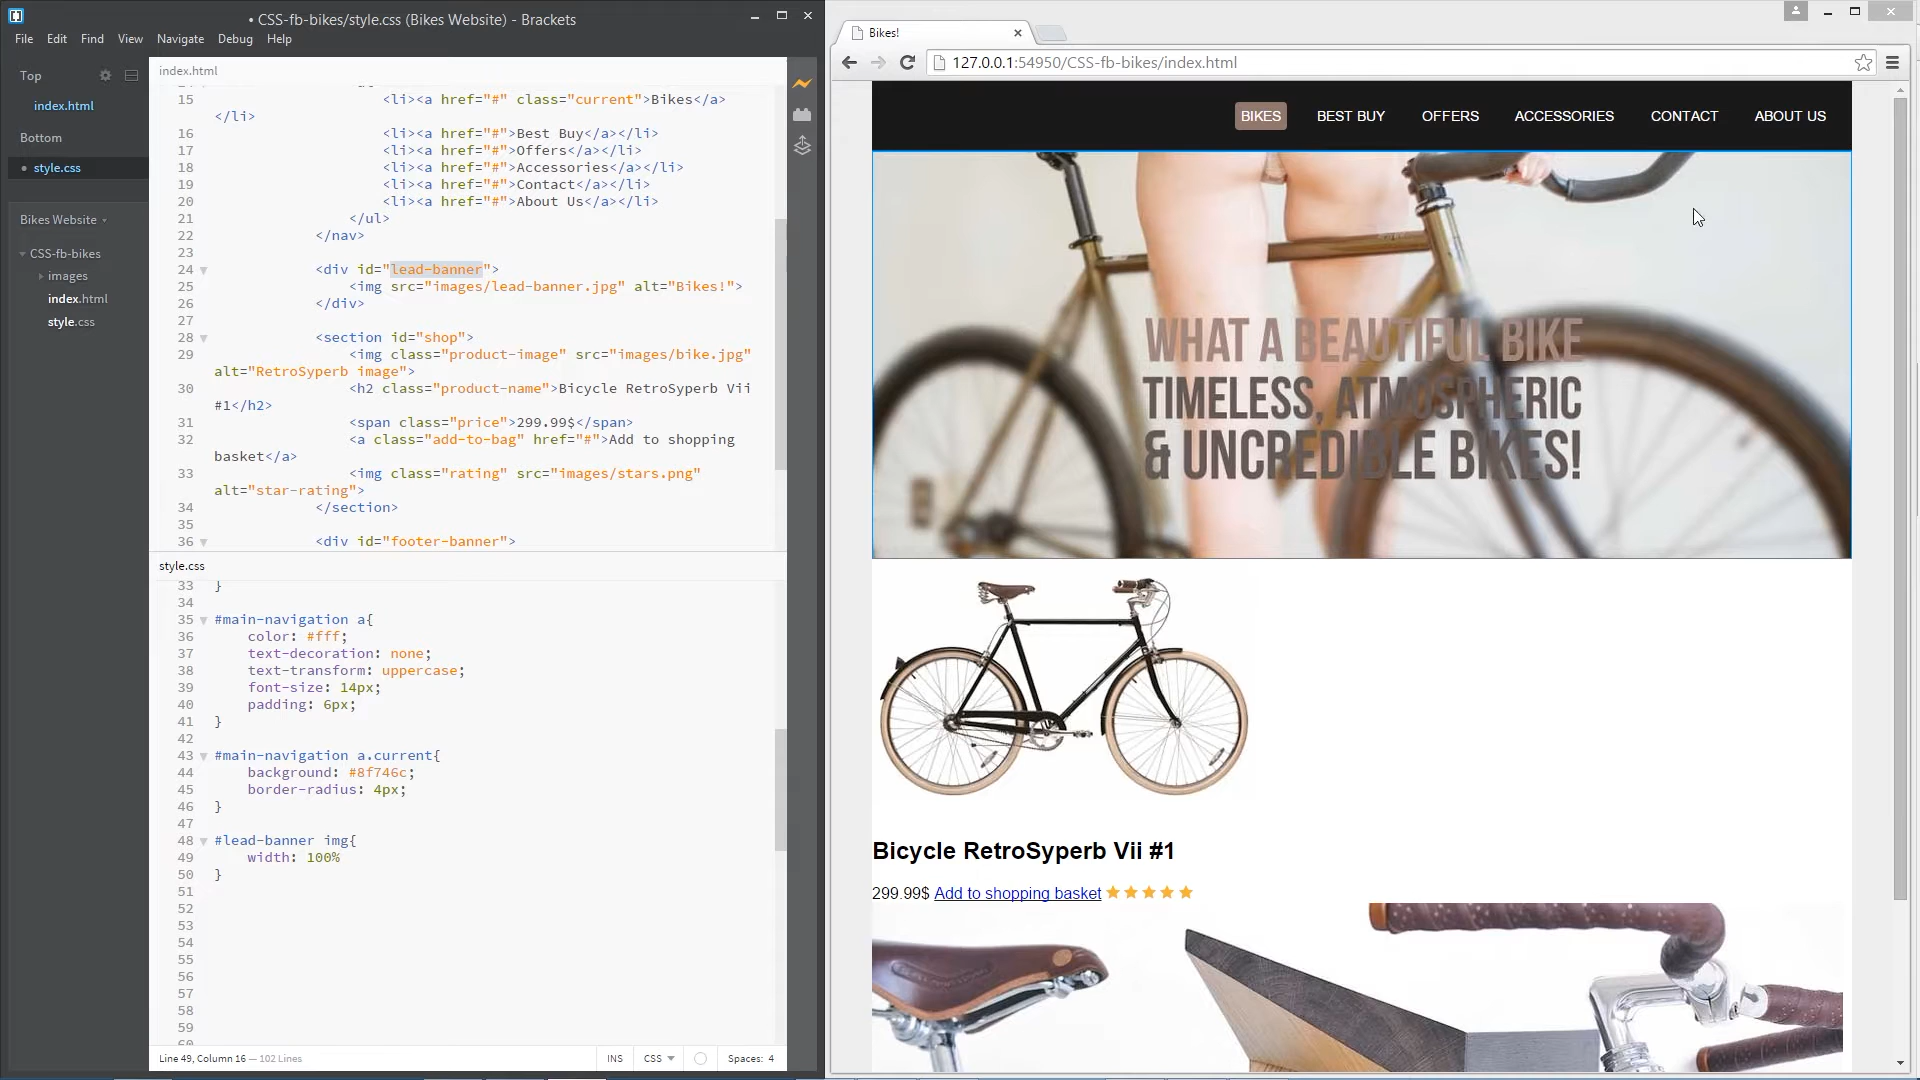 • CSS-fb-bikes/style.css (Bikes Website) - Brackets
File Edit Find View Navigate Debug Help
Top
index.html
Bottom
• style.css
Bikes Website
CSS-fb-bikes
images
index.html
style.css
index.html
15 <li><a href="#" class="current">Bikes</a>
</li>
16 <li><a href="#">Best Buy</a></li>
17 <li><a href="#">Offers</a></li>
18 <li><a href="#">Accessories</a></li>
19 <li><a href="#">Contact</a></li>
20 <li><a href="#">About Us</a></li>
21 </ul>
22 </nav>
23
24 <div id="lead-banner">
25 <img src="images/lead-banner.jpg" alt="Bikes!">
26 </div>
27
28 <section id="shop">
29 <img class="product-image" src="images/bike.jpg"
alt="RetroSyperb image">
30 <h2 class="product-name">Bicycle RetroSyperb Vii
#1</h2>
31 <span class="price">299.99$</span>
32 <a class="add-to-bag" href="#">Add to shopping
basket</a>
33 <img class="rating" src="images/stars.png"
alt="star-rating">
34 </section>
35
36 <div id="footer-banner">
style.css
33 }
34
35 #main-navigation a{
36 color: #fff;
37 text-decoration: none;
38 text-transform: uppercase;
39 font-size: 14px;
40 padding: 6px;
41 }
42
43 #main-navigation a.current{
44 background: #8f746c;
45 border-radius: 4px;
46 }
47
48 #lead-banner img{
49 width: 100%
50 }
51
52
53
54
55
56
57
58
59
Line 49, Column 16 — 102 Lines
INS CSS Spaces: 4
Bikes!
127.0.0.1:54950/CSS-fb-bikes/index.html
BIKES BEST BUY OFFERS ACCESSORIES CONTACT ABOUT US
WHAT A BEAUTIFUL BIKE
TIMELESS, ATMOSPHERIC
& UNCREDIBLE BIKES!
Bicycle RetroSyperb Vii #1
299.99$ Add to shopping basket